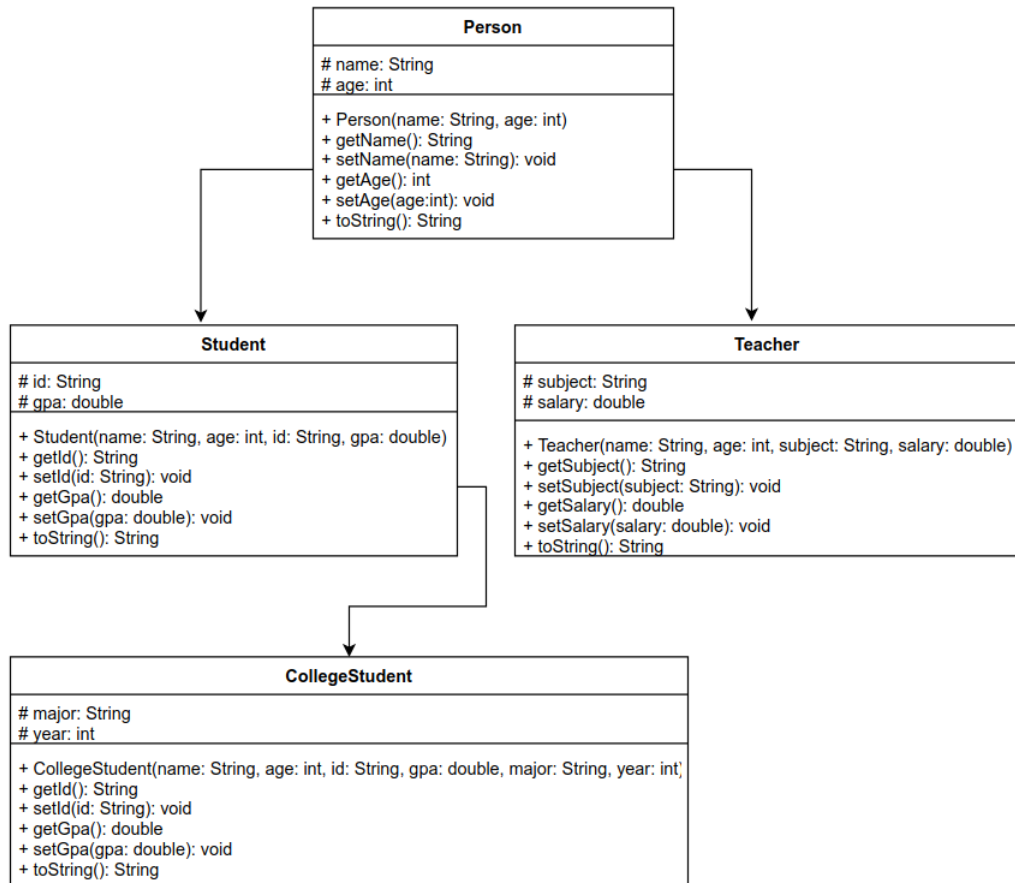 Person
# name: String
# age: int
+ Person(name: String, age: int)
+ getName(): String
+ setName(name: String): void
+ getAge(): int
+ setAge(age:int): void
+ toString(): String
Student
# id: String
# gpa: double
+ Student(name: String, age: int, id: String, gpa: double)
+ getId(): String
+ setId(id: String): void
+ getGpa(): double
+ setGpa(gpa: double): void
+ toString(): String
Teacher
# subject: String
# salary: double
+ Teacher(name: String, age: int, subject: String, salary: double)
+ getSubject(): String
+ setSubject(subject: String): void
+ getSalary(): double
+ setSalary(salary: double): void
+ toString(): String
CollegeStudent
# major: String
# year: int
+ CollegeStudent(name: String, age: int, id: String, gpa: double, major: String, year: int)
+ getId(): String
+ setId(id: String): void
+ getGpa(): double
+ setGpa(gpa: double): void
+ toString(): String